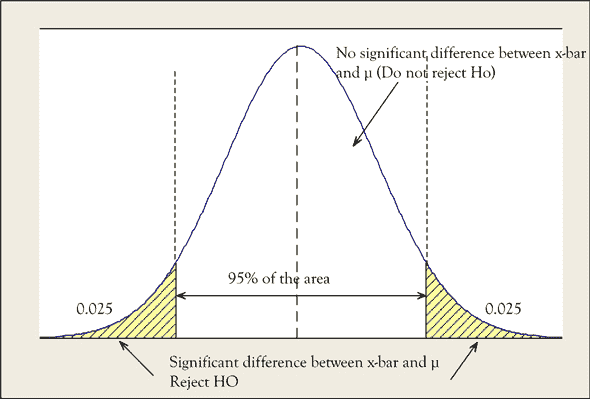 No significant difference between x-bar
and μ (Do not reject Ho)
95% of the area
0.025
0.025
Significant difference between x-bar and μ
Reject HO